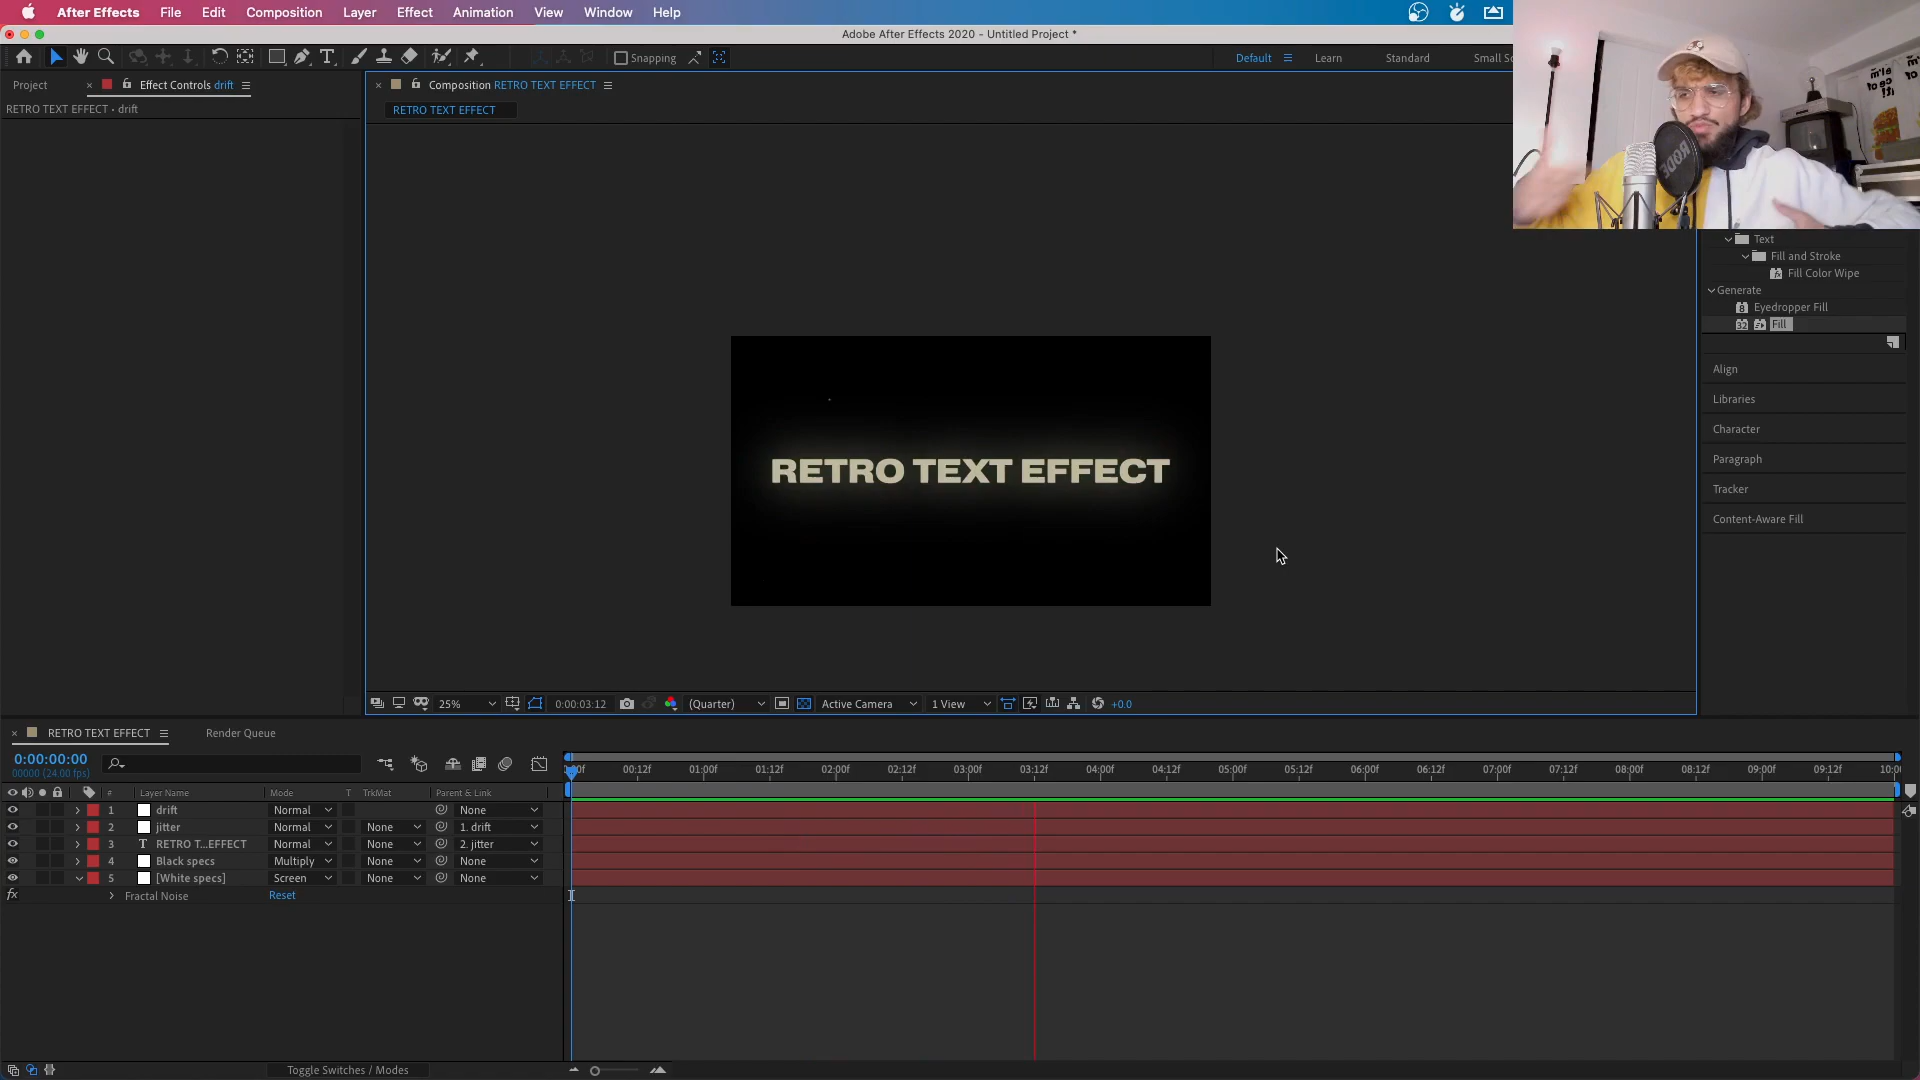 After Effects File Edit Composition Layer Effect Animation View Window Help
Adobe After Effects 2020 - Untitled Project *
Snapping
Default Learn Standard Small Sc
Project Effect Controls drift
Composition RETRO TEXT EFFECT
RETRO TEXT EFFECT • drift
RETRO TEXT EFFECT
RODE
Text
Fill and Stroke
Fill Color Wipe
Generate
Eyedropper Fill
Fill
Align
Libraries
Character
Paragraph
Tracker
Content-Aware Fill
RETRO TEXT EFFECT
25% 0:00:03:12 (Quarter) Active Camera 1 View +0.0
RETRO TEXT EFFECT Render Queue
0:00:00:00
00000 (24.00 fps)
00f 00:12f 01:00f 01:12f 02:00f 02:12f 03:00f 03:12f 04:00f 04:12f 05:00f 05:12f 06:00f 06:12f 07:00f 07:12f 08:00f 08:12f 09:00f 09:12f 10:0
# Layer Name Mode T TrkMat Parent & Link
1 drift Normal None
2 jitter Normal None 1. drift
3 T RETRO T...EFFECT Normal None 2. jitter
4 Black specs Multiply None None
5 [White specs] Screen None None
fx Fractal Noise Reset
Toggle Switches / Modes